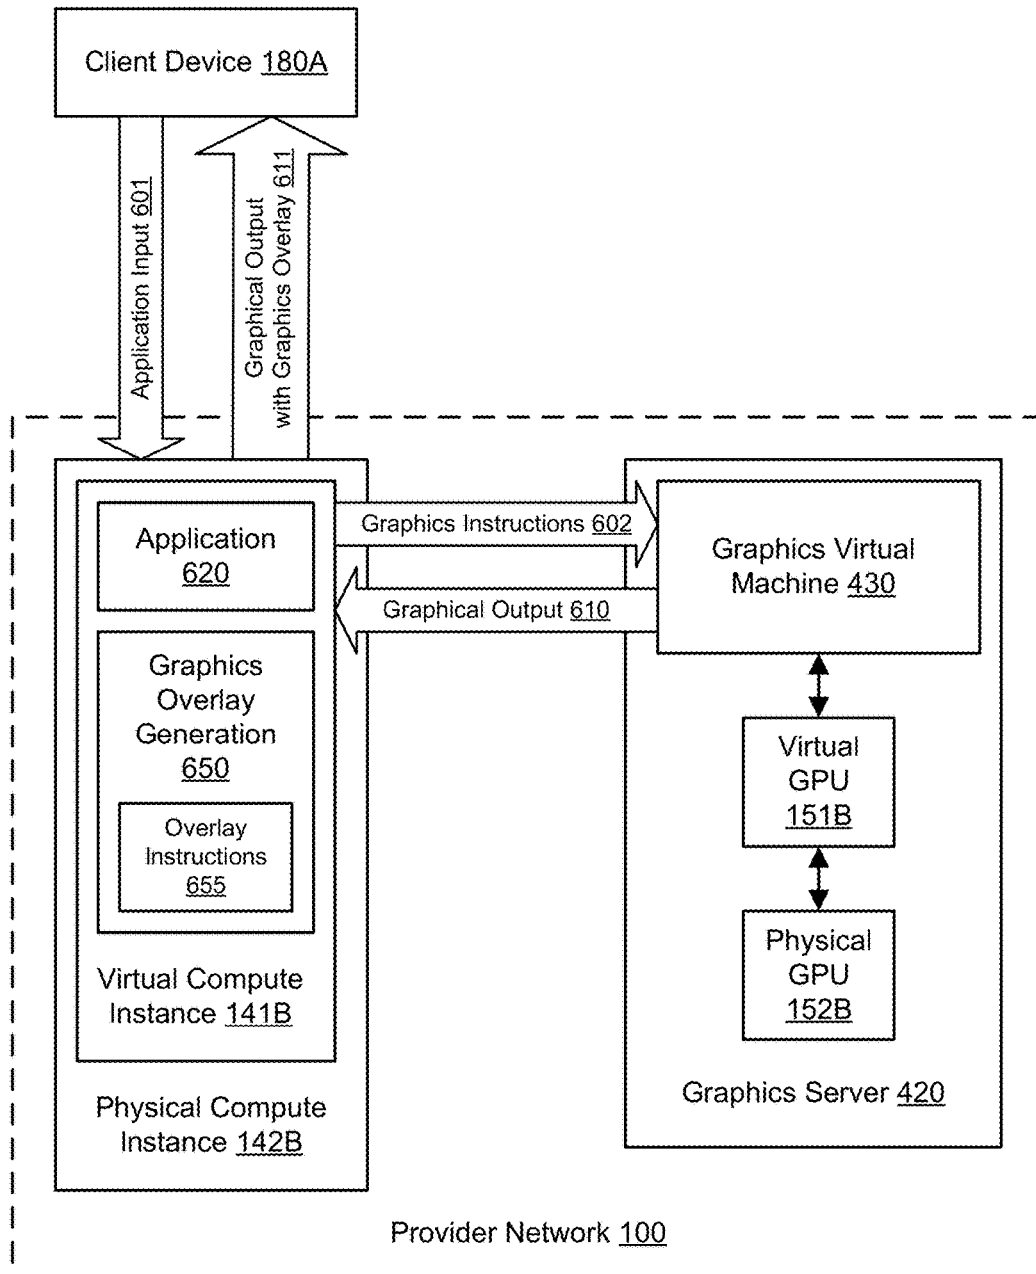 Client Device 180A
Application Input 601
Graphical Output
with Graphics Overlay 611
Application
620
Graphics
Overlay
Generation
650
Overlay
Instructions
655
Virtual Compute
Instance 141B
Physical Compute
Instance 142B
Graphics Instructions 602
Graphical Output 610
Graphics Virtual
Machine 430
Virtual
GPU
151B
Physical
GPU
152B
Graphics Server 420
Provider Network 100